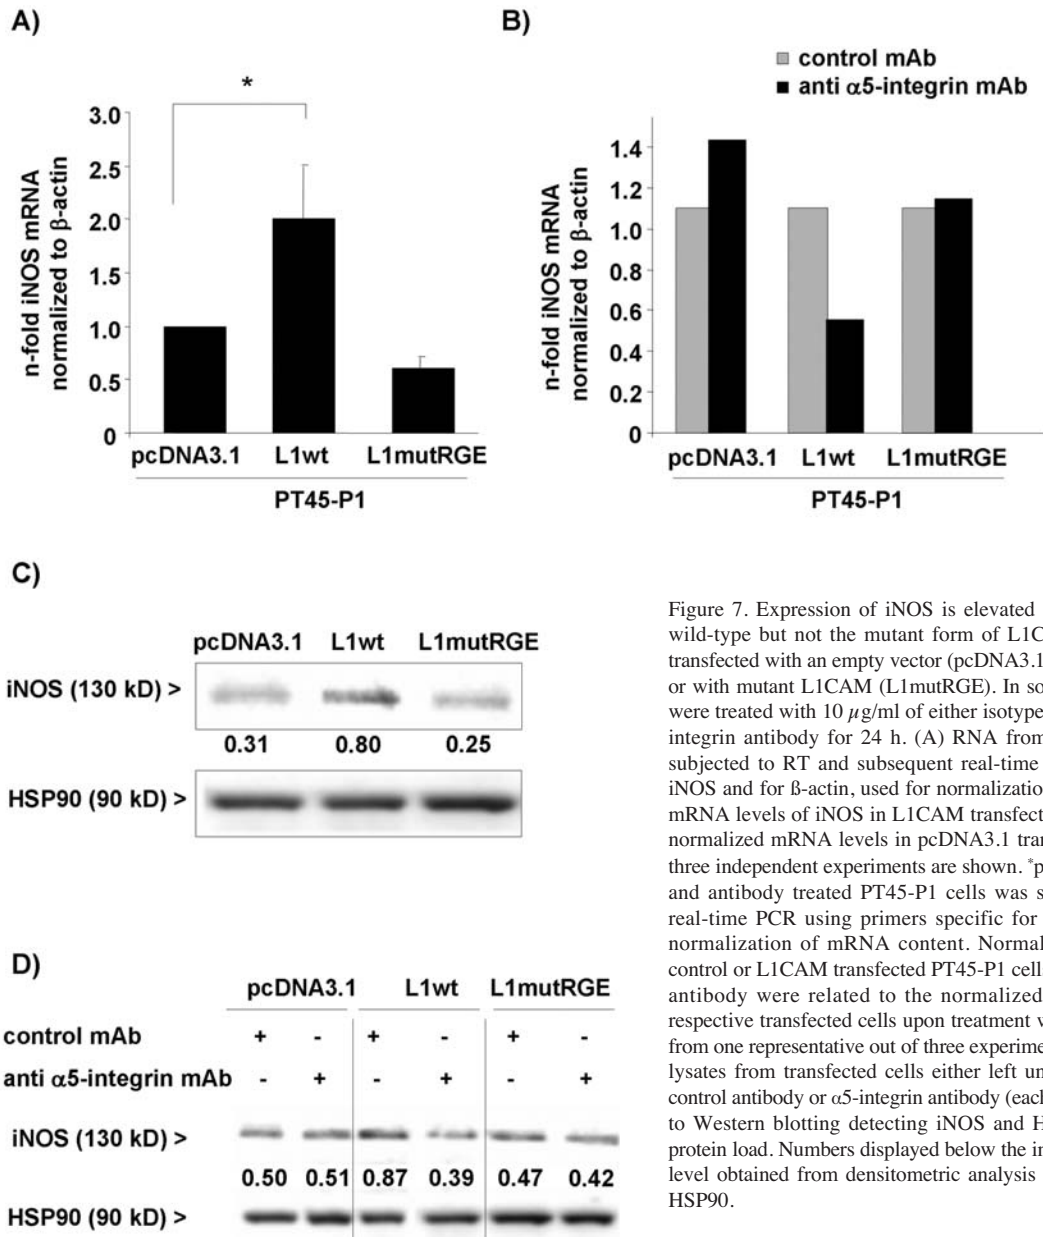 A)
*
n-fold iNOS mRNA
normalized to β-actin
3.0
2.5
2.0
1.5
1.0
0.5
0
pcDNA3.1 L1wt L1mutRGE
PT45-P1
B)
control mAb
anti α5-integrin mAb
n-fold iNOS mRNA
normalized to β-actin
1.4
1.2
1.0
0.8
0.6
0.4
0.2
0
pcDNA3.1 L1wt L1mutRGE
PT45-P1
C)
pcDNA3.1 L1wt L1mutRGE
iNOS (130 kD) >
0.31 0.80 0.25
HSP90 (90 kD) >
D)
pcDNA3.1 L1wt L1mutRGE
control mAb + - + - + -
anti α5-integrin mAb - + - + - +
iNOS (130 kD) >
0.50 0.51 0.87 0.39 0.47 0.42
HSP90 (90 kD) >
Figure 7. Expression of iNOS is elevated
wild-type but not the mutant form of L1C
transfected with an empty vector (pcDNA3.1
or with mutant L1CAM (L1mutRGE). In so
were treated with 10 µg/ml of either isotype
integrin antibody for 24 h. (A) RNA from
subjected to RT and subsequent real-time
iNOS and for ß-actin, used for normalization
mRNA levels of iNOS in L1CAM transfect
normalized mRNA levels in pcDNA3.1 tran
three independent experiments are shown. *p
and antibody treated PT45-P1 cells was s
real-time PCR using primers specific for
normalization of mRNA content. Normal
control or L1CAM transfected PT45-P1 cells
antibody were related to the normalized
respective transfected cells upon treatment w
from one representative out of three experime
lysates from transfected cells either left un
control antibody or α5-integrin antibody (each
to Western blotting detecting iNOS and H
protein load. Numbers displayed below the in
level obtained from densitometric analysis
HSP90.